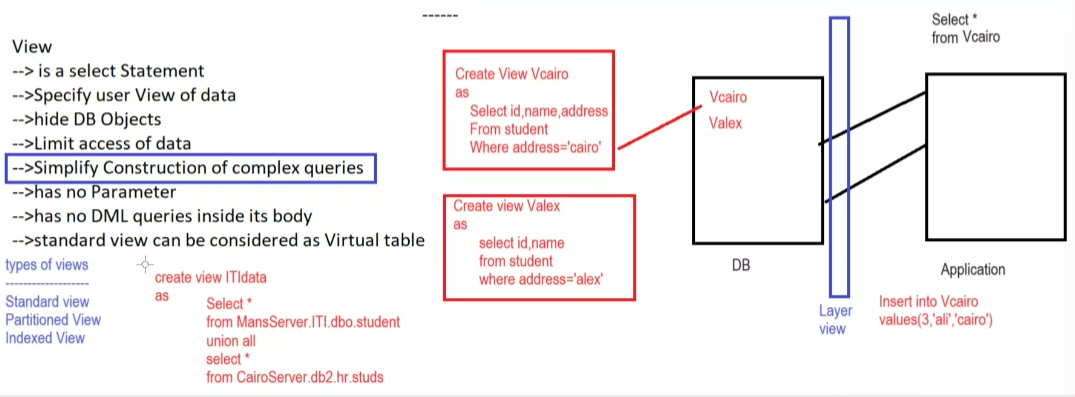 ------
View
--> is a select Statement
-->Specify user View of data
-->hide DB Objects
-->Limit access of data
-->Simplify Construction of complex queries
-->has no Parameter
-->has no DML queries inside its body
-->standard view can be considered as Virtual table
types of views
-------------------
Standard view
Partitioned View
Indexed View
create view ITIdata
as
Select *
from MansServer.ITI.dbo.student
union all
select *
from CairoServer.db2.hr.studs
Create View Vcairo
as
Select id,name,address
From student
Where address='cairo'
Create view Valex
as
select id,name
from student
where address='alex'
Vcairo
Valex
DB
Layer
view
Select *
from Vcairo
Application
Insert into Vcairo
values(3,'ali','cairo')